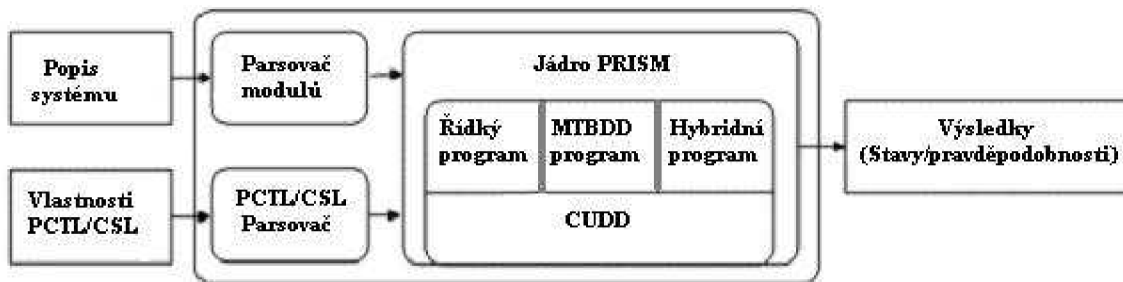 Popis
systému
Parsovač
modulů
Jádro PRISM
Řídký
program
MTBDD
program
Hybridní
program
CUDD
Výsledky
(Stavy/pravděpodobnosti)
Vlastnosti
PCTL/CSL
PCTL/CSL
Parsovač